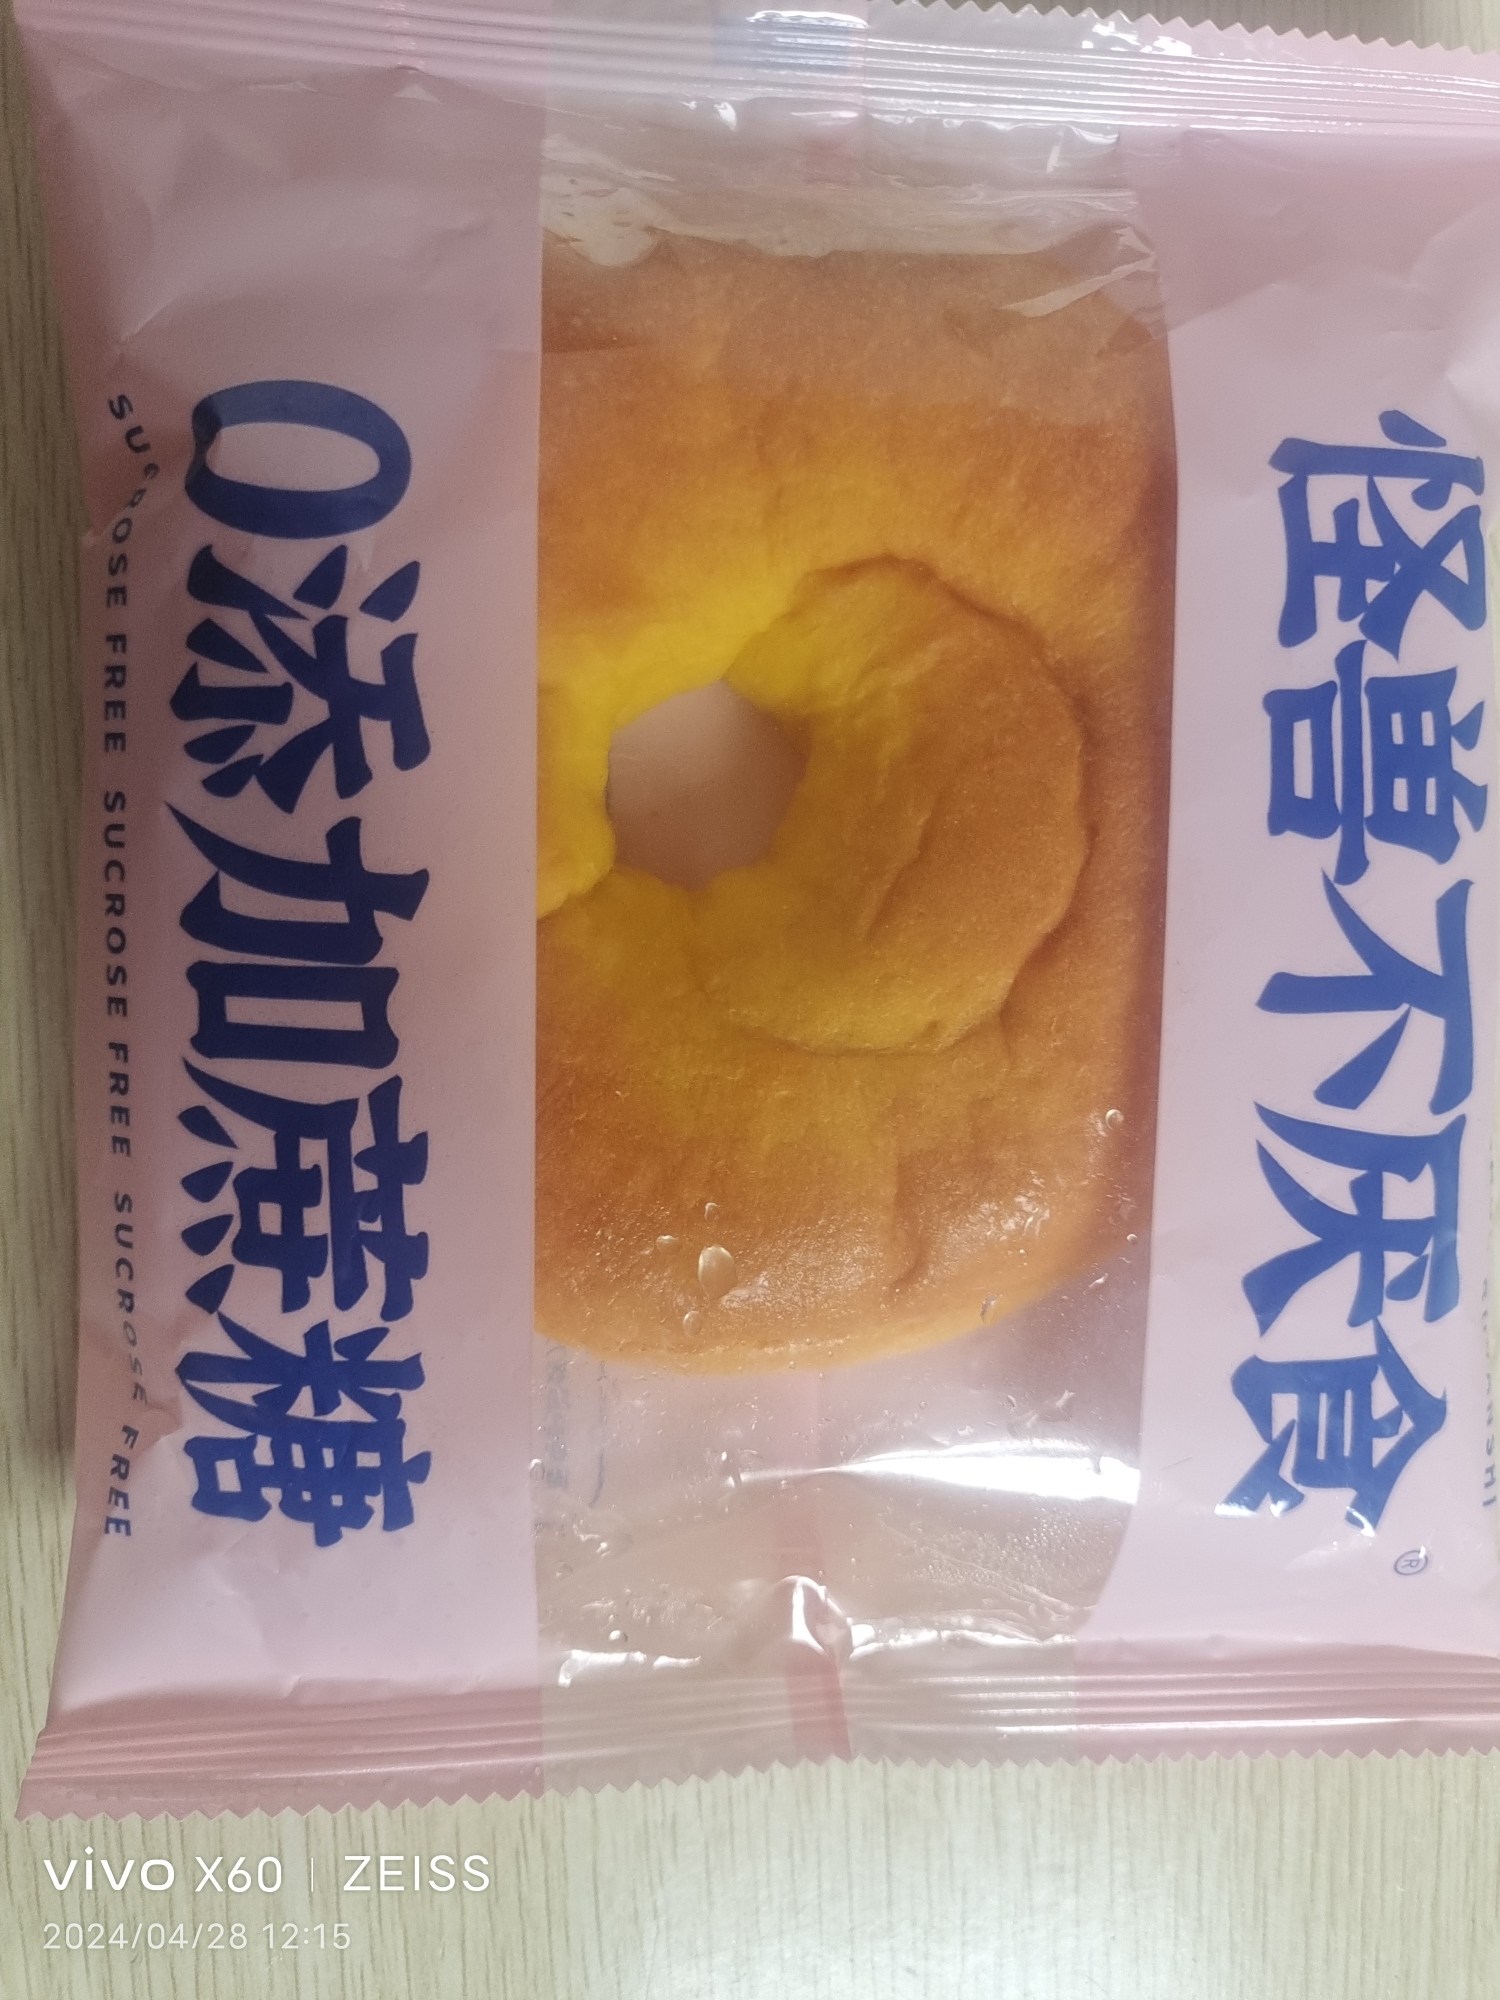 怪兽不厌食®
0添加蔗糖
SUCROSE FREE SUCROSE FREE SUCROSE FREE
vivo X60 | ZEISS
2024/04/28 12:15